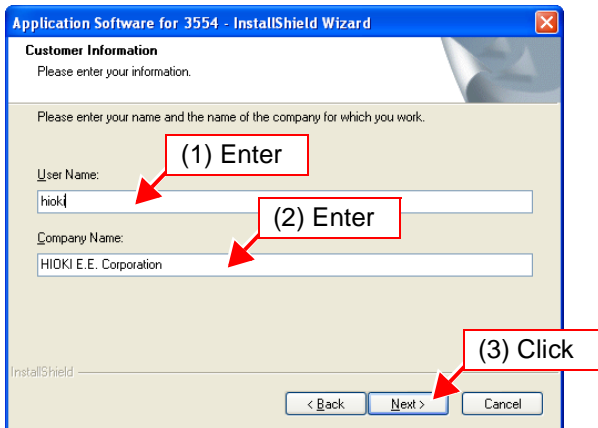 Application Software for 3554 - InstallShield Wizard
Customer Information
Please enter your information.
Please enter your name and the name of the company for which you work.
(1) Enter
User Name:
hioki
(2) Enter
Company Name:
HIOKI E.E. Corporation
(3) Click
InstallShield
< Back
Next >
Cancel